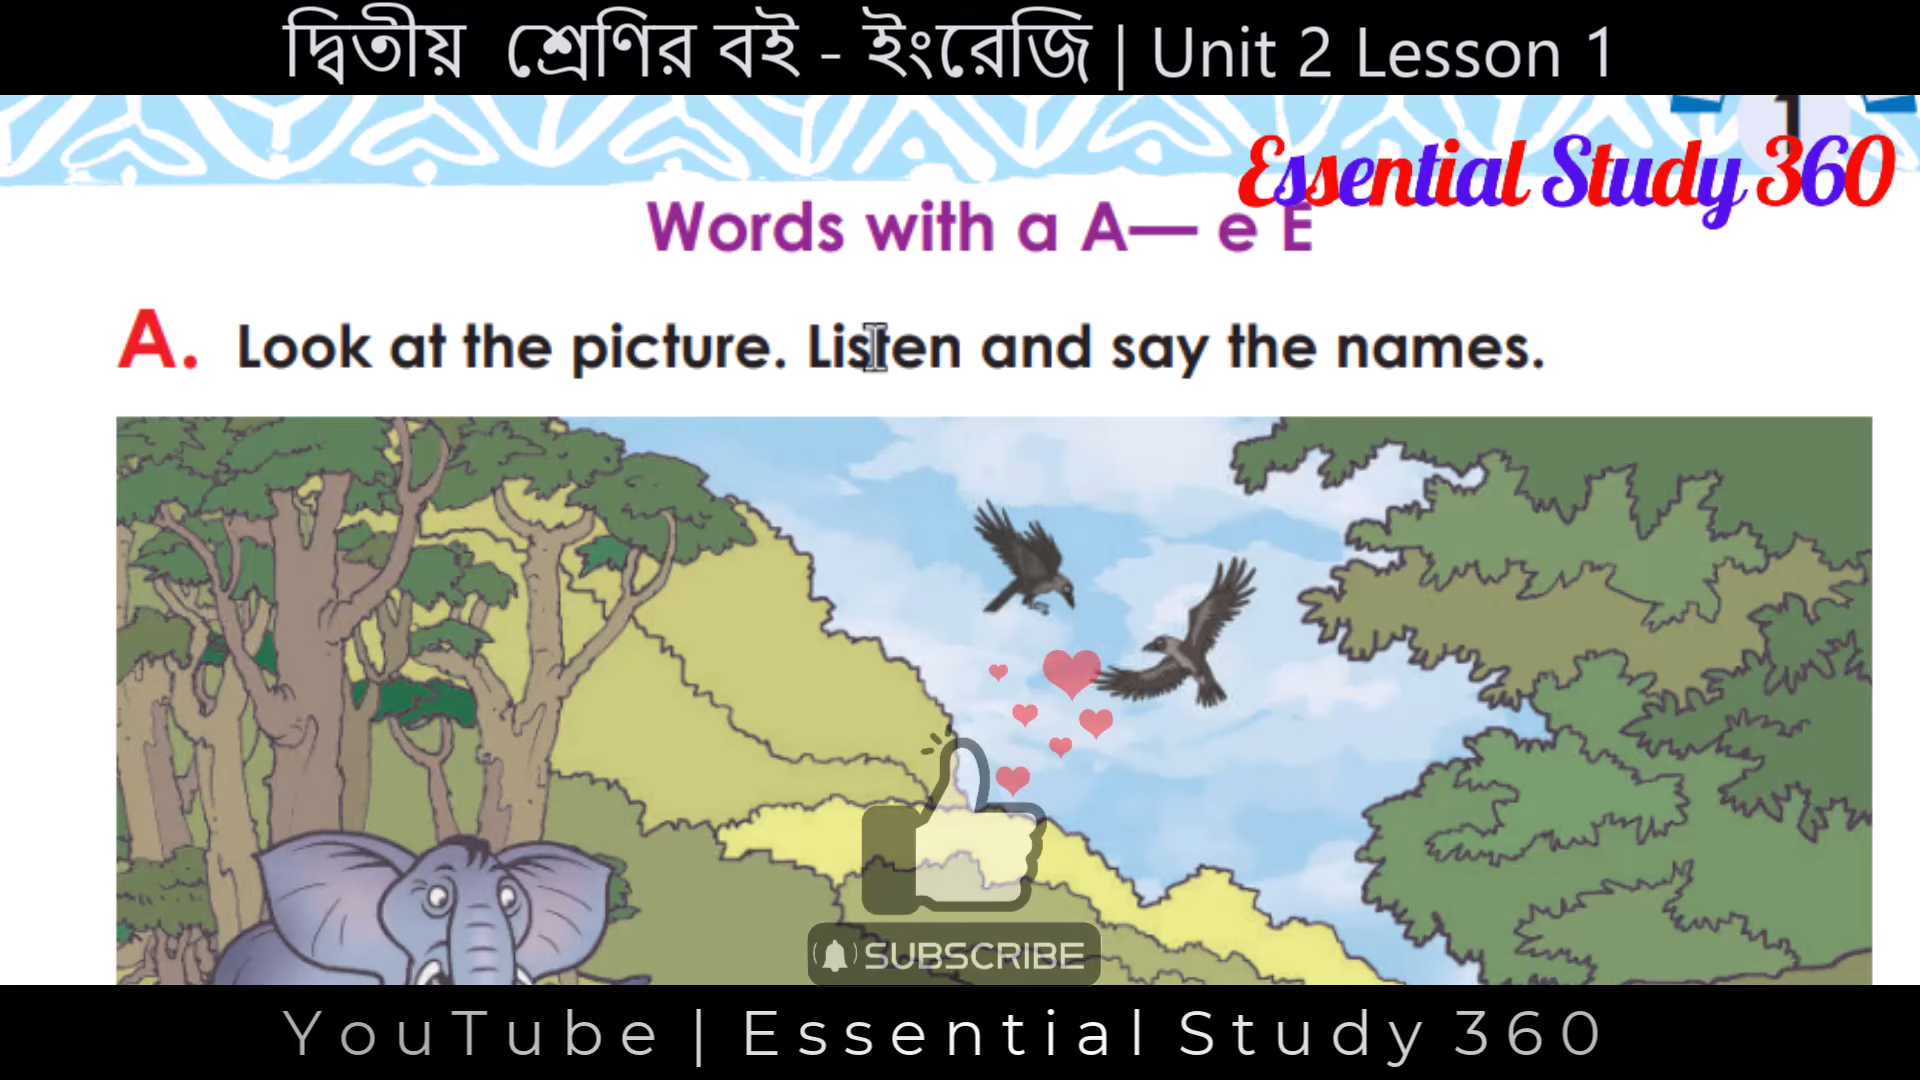 দ্বিতীয় শ্রেণির বই - ইংরেজি | Unit 2 Lesson 1
1
Essential Study 360
Words with a A— e E
A. Look at the picture. Listen and say the names.
SUBSCRIBE
YouTube | Essential Study 360